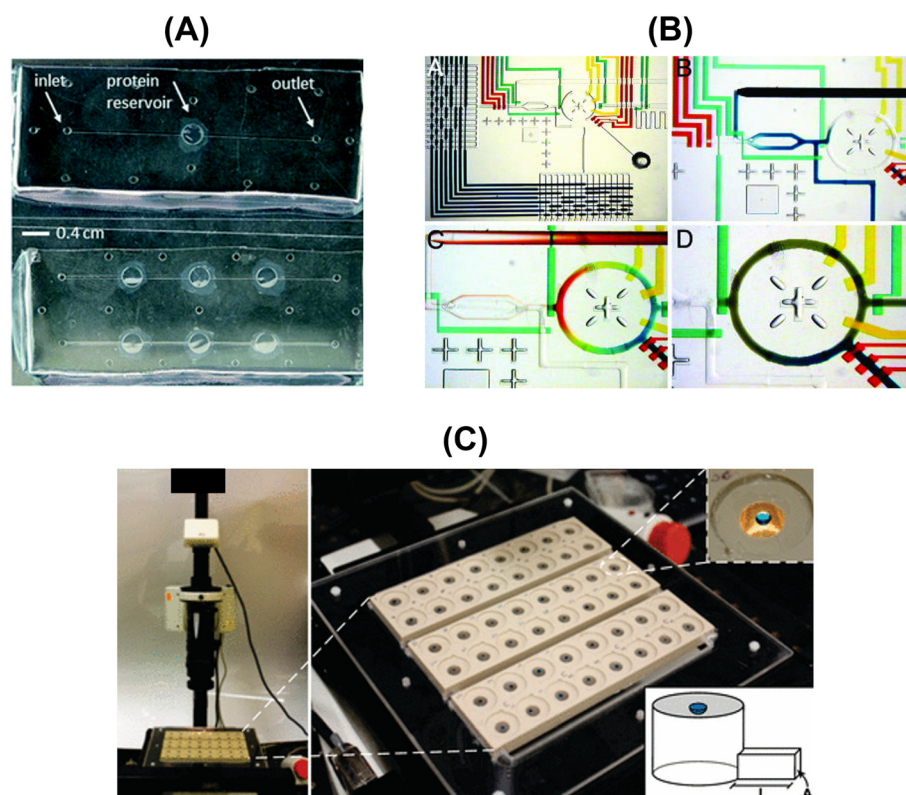 (A)
(B)
inlet
protein
reservoir
outlet
0.4 cm
A
B
C
D
(C)
L
A